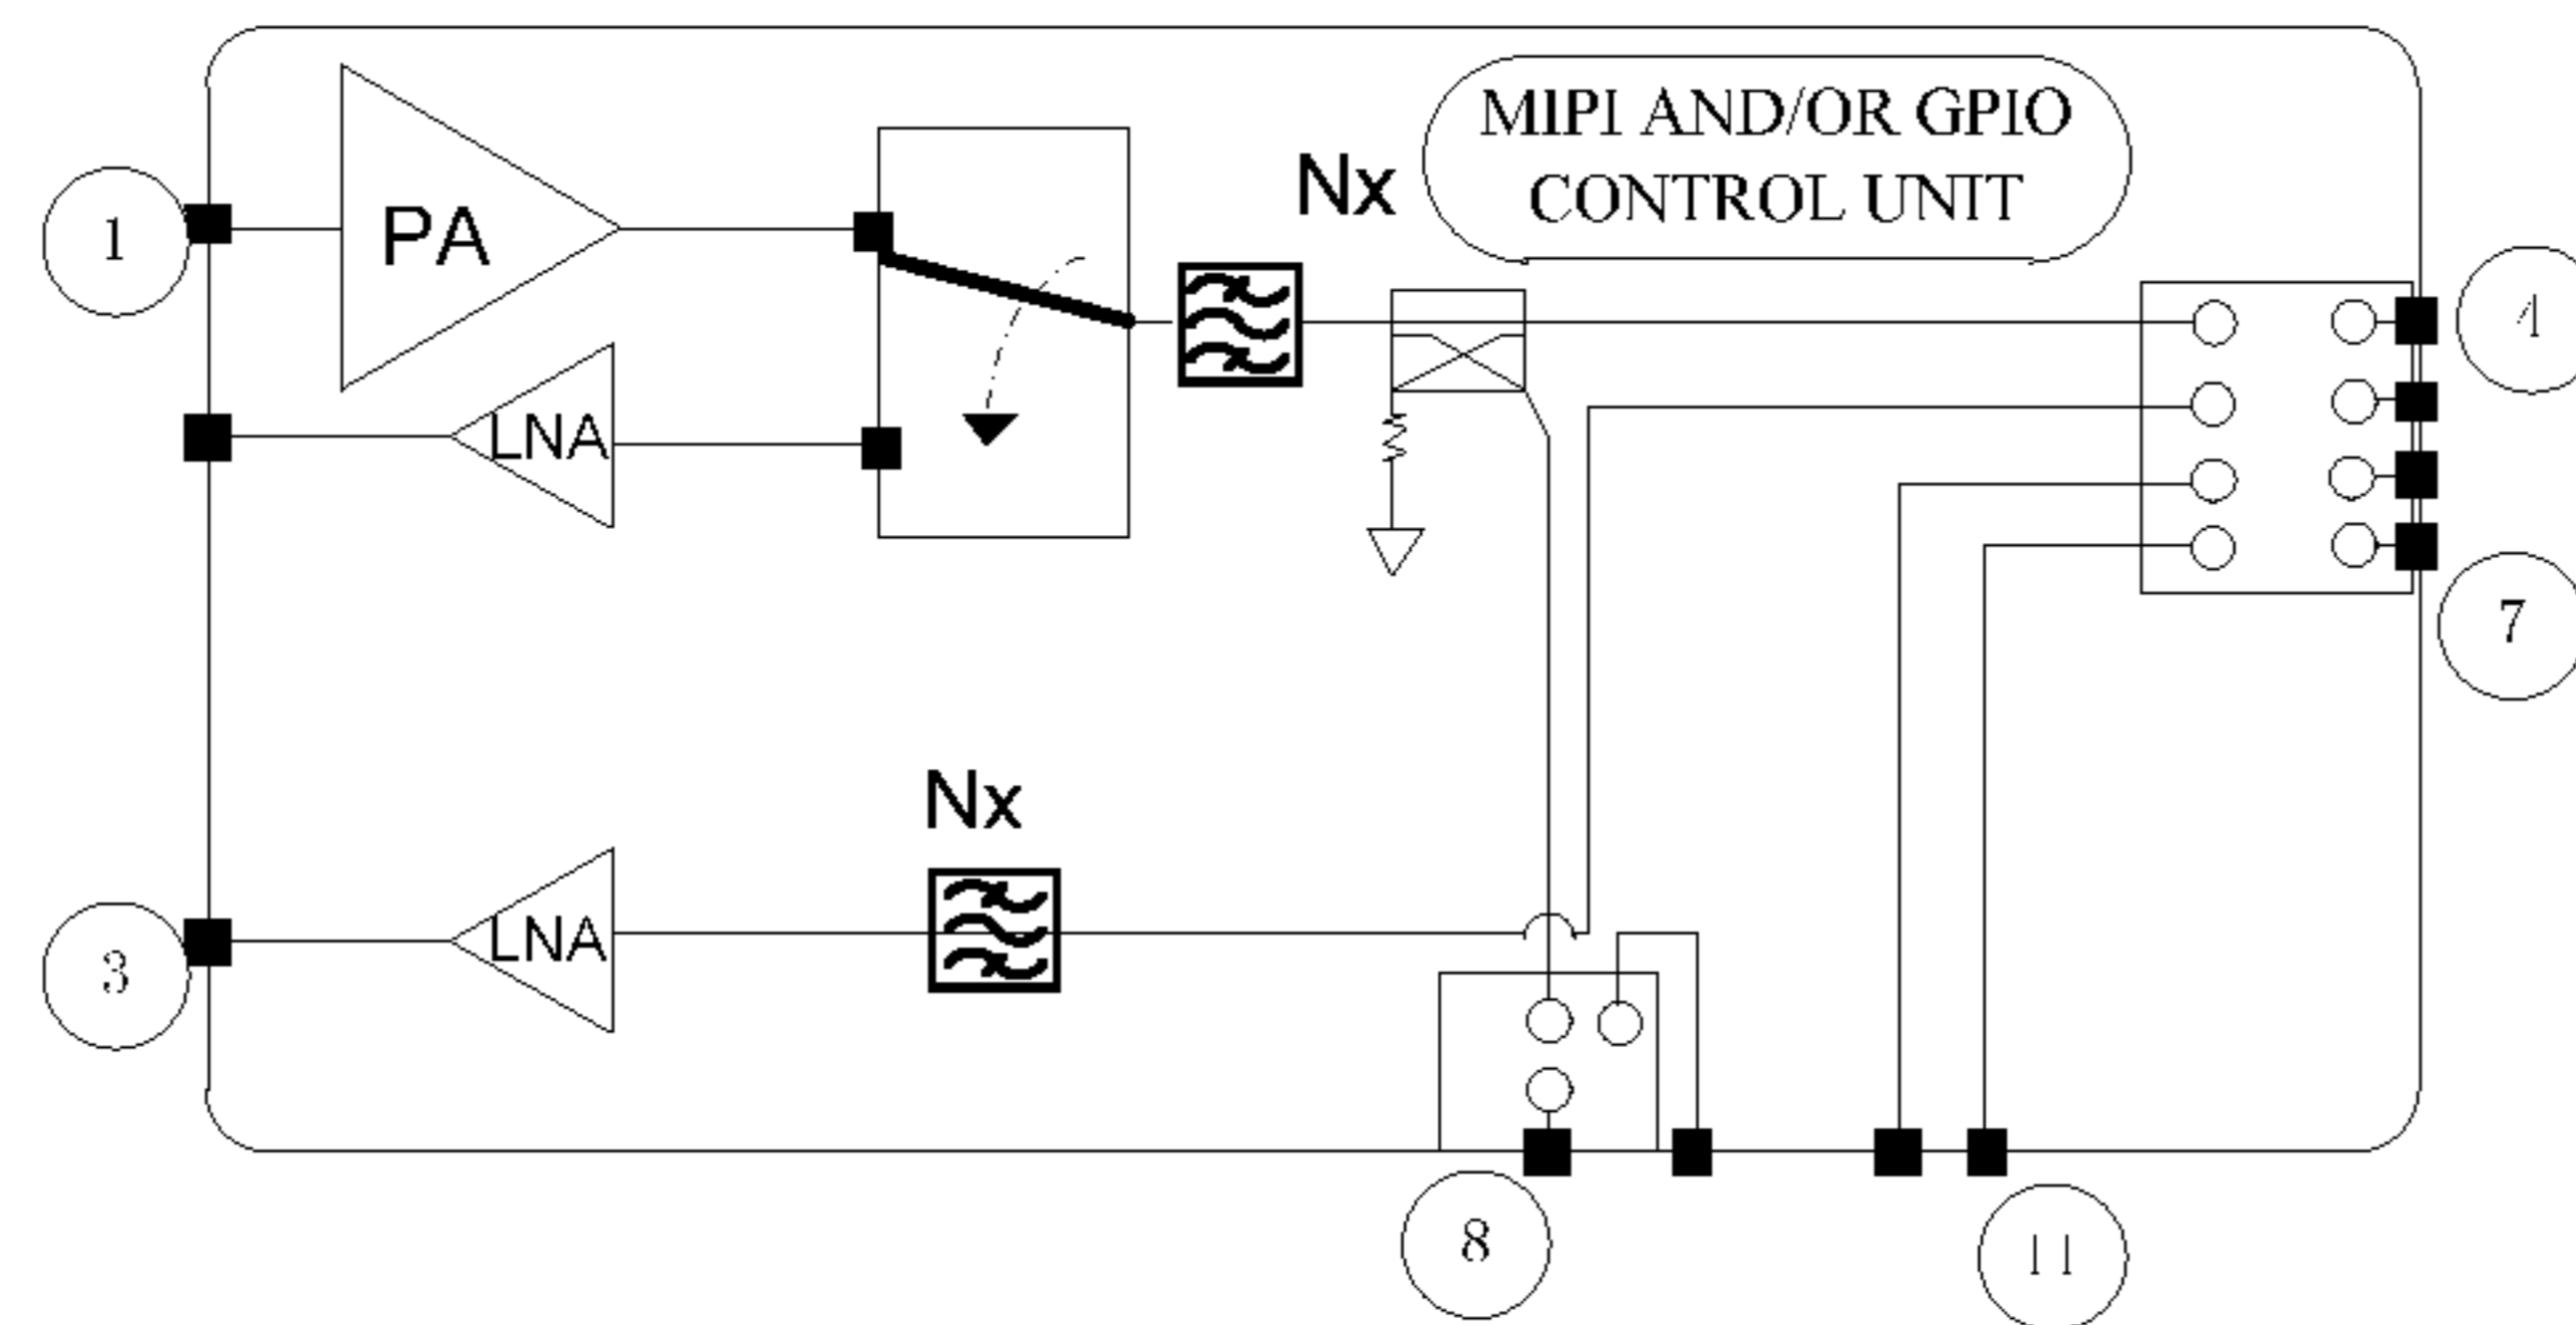 MIPI AND/OR GPIO
CONTROL UNIT
Nx
1
PA
4
LNA
7
Nx
3
LNA
8
11